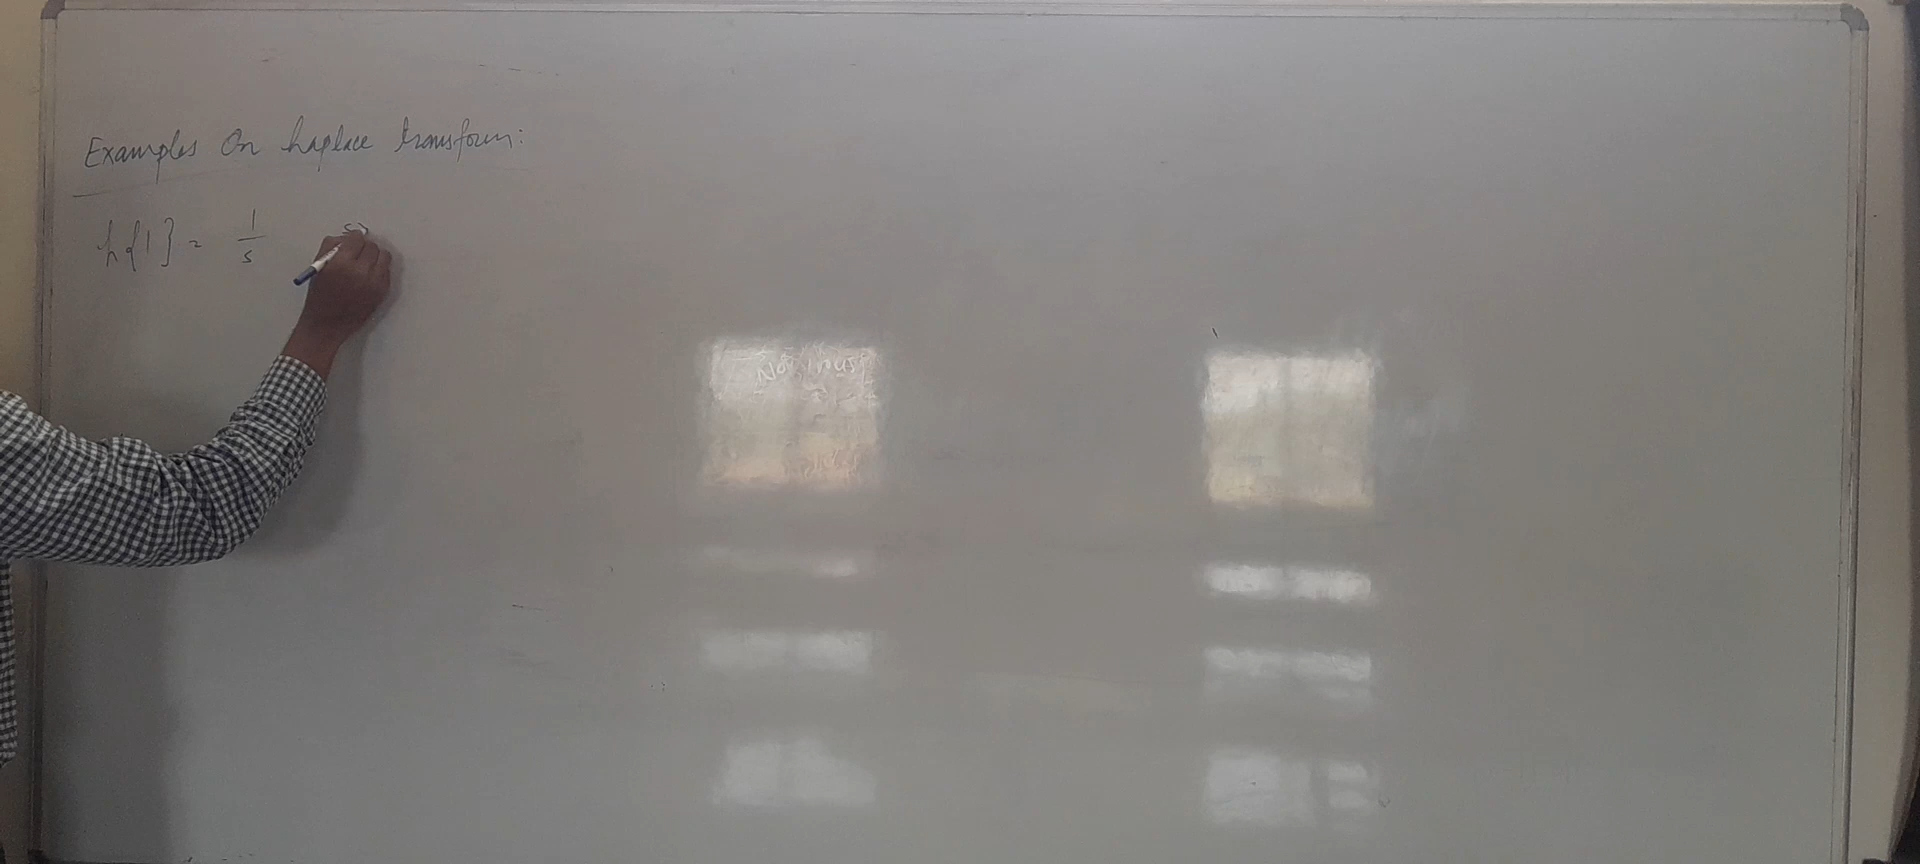 Examples On Laplace transform:
L{1} = 1/s s>